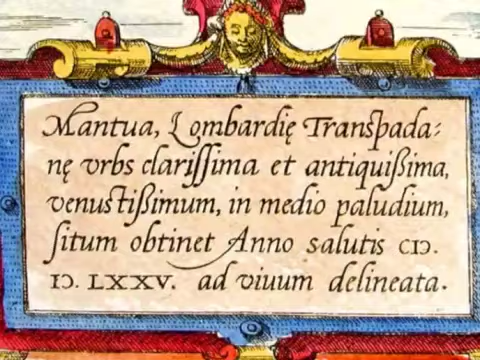 Mantua, Lombardię Transpada:
nę vrbs clarißima et antiquißima,
venustißimum, in medio paludium,
ſitum obtinet Anno salutis CIↃ.
IↃ. LXXV. ad viuum delineata.